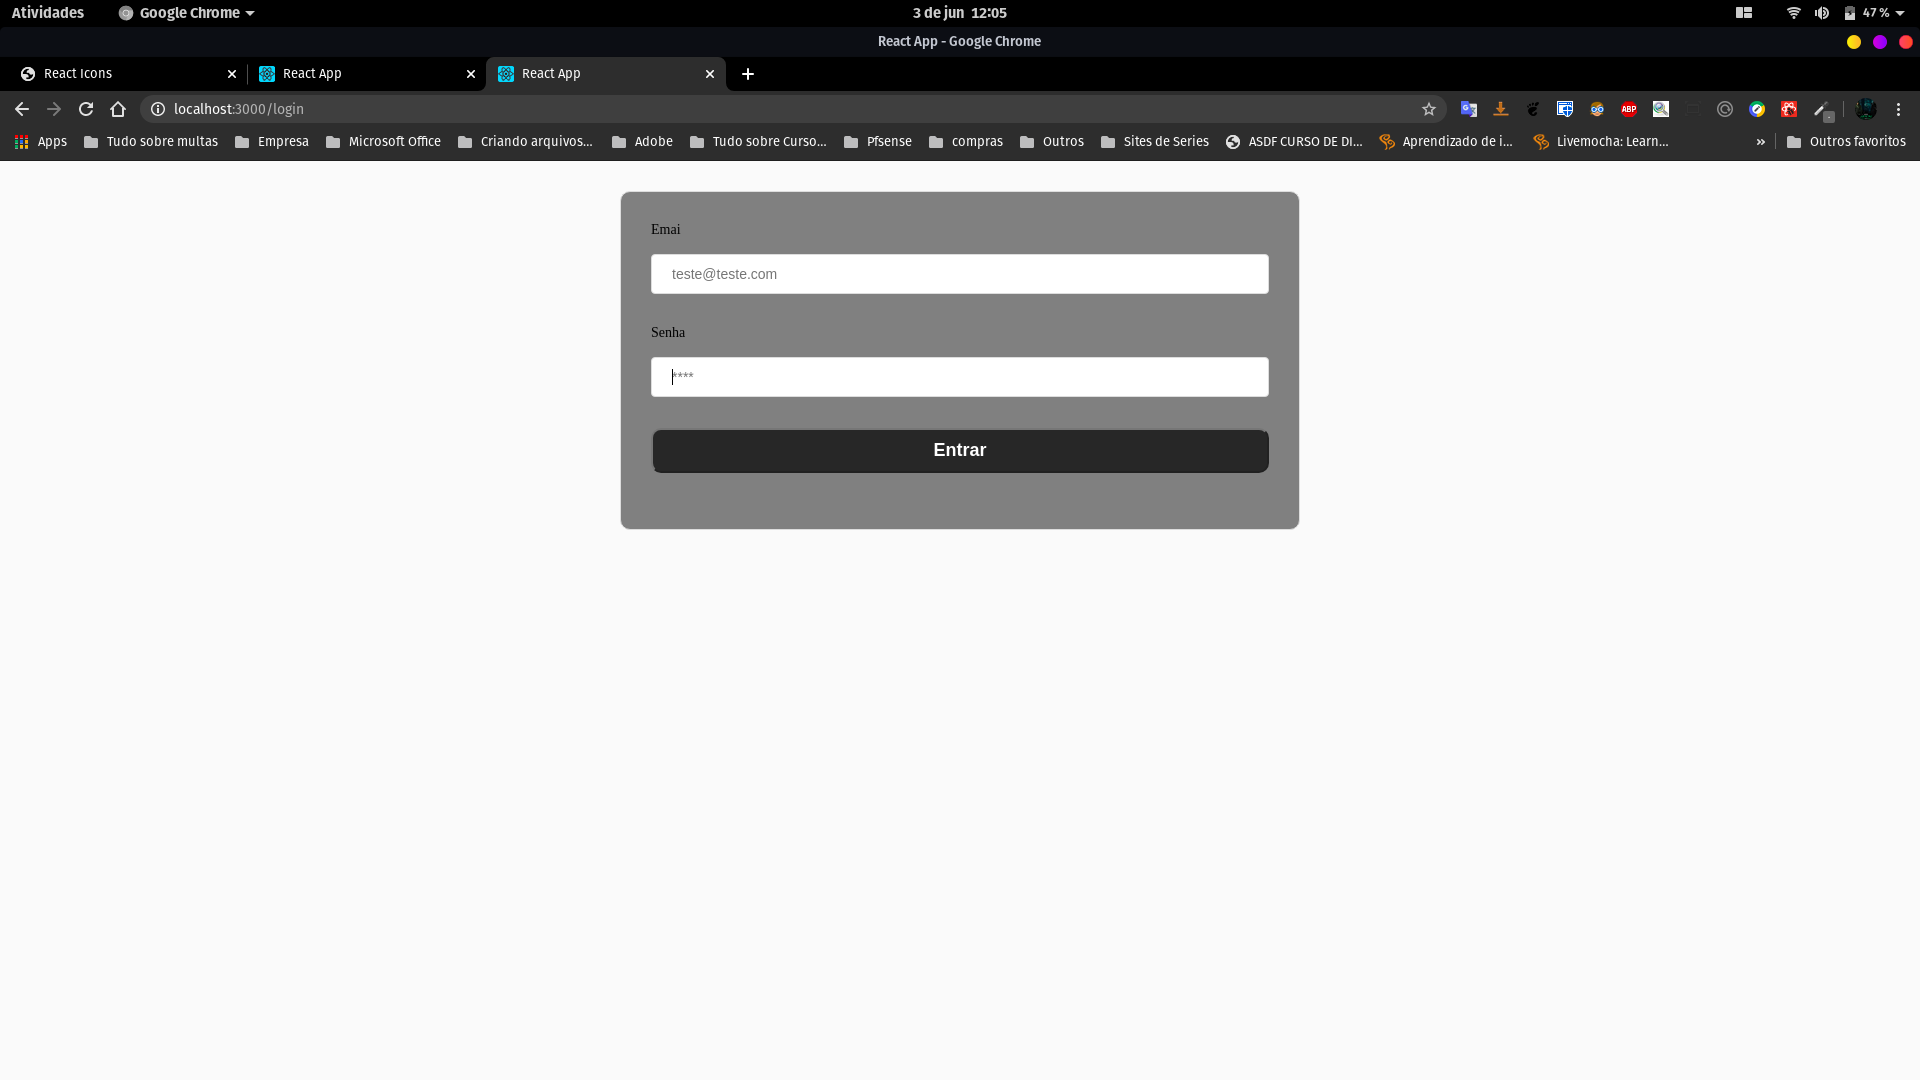 Atividades Google Chrome 3 de jun 12:05 47 %
React App - Google Chrome
React Icons React App React App
localhost:3000/login
Apps Tudo sobre multas Empresa Microsoft Office Criando arquivos... Adobe Tudo sobre Curso... Pfsense compras Outros Sites de Series ASDF CURSO DE DI... Aprendizado de i... Livemocha: Learn... » Outros favoritos
Emai
teste@teste.com
Senha
****
Entrar